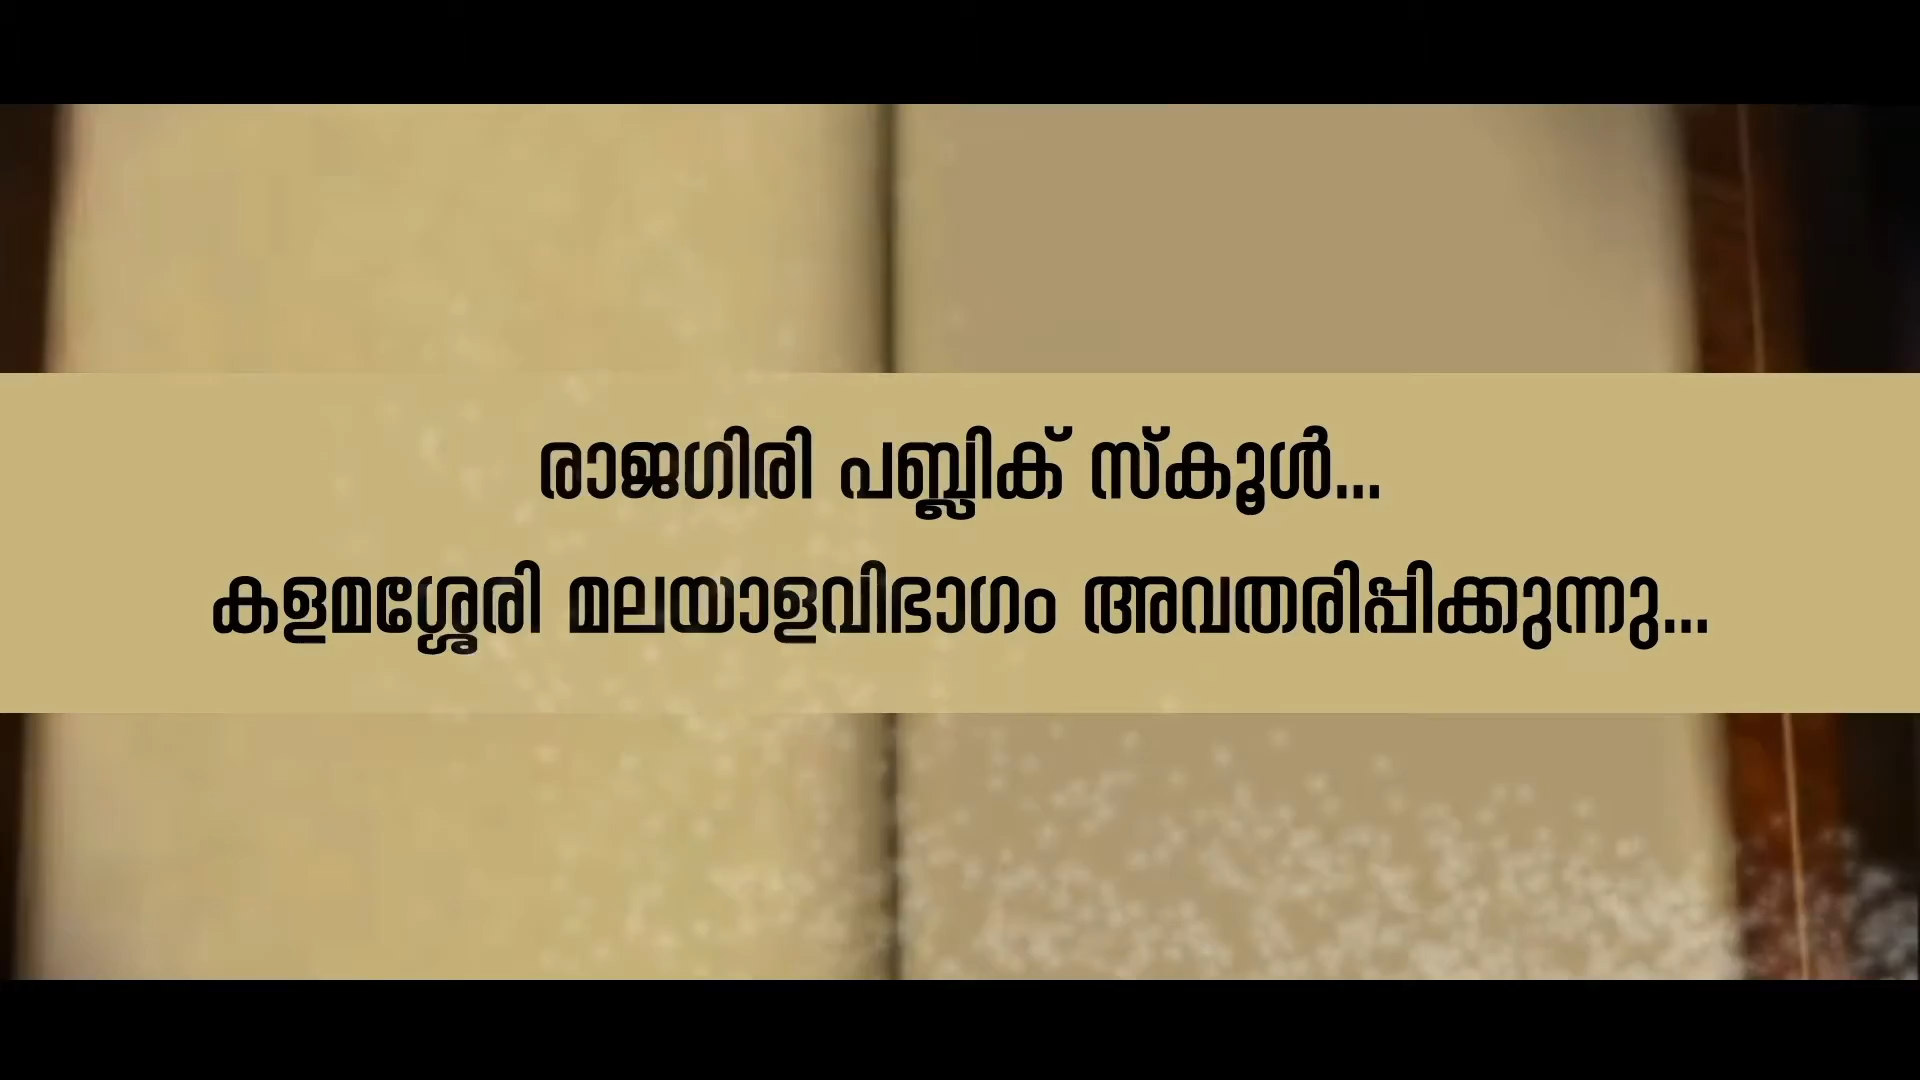 രാജഗിരി പബ്ലിക് സ്കൂൾ...
കളമശ്ശേരി മലയാളവിഭാഗം അവതരിപ്പിക്കുന്നു...